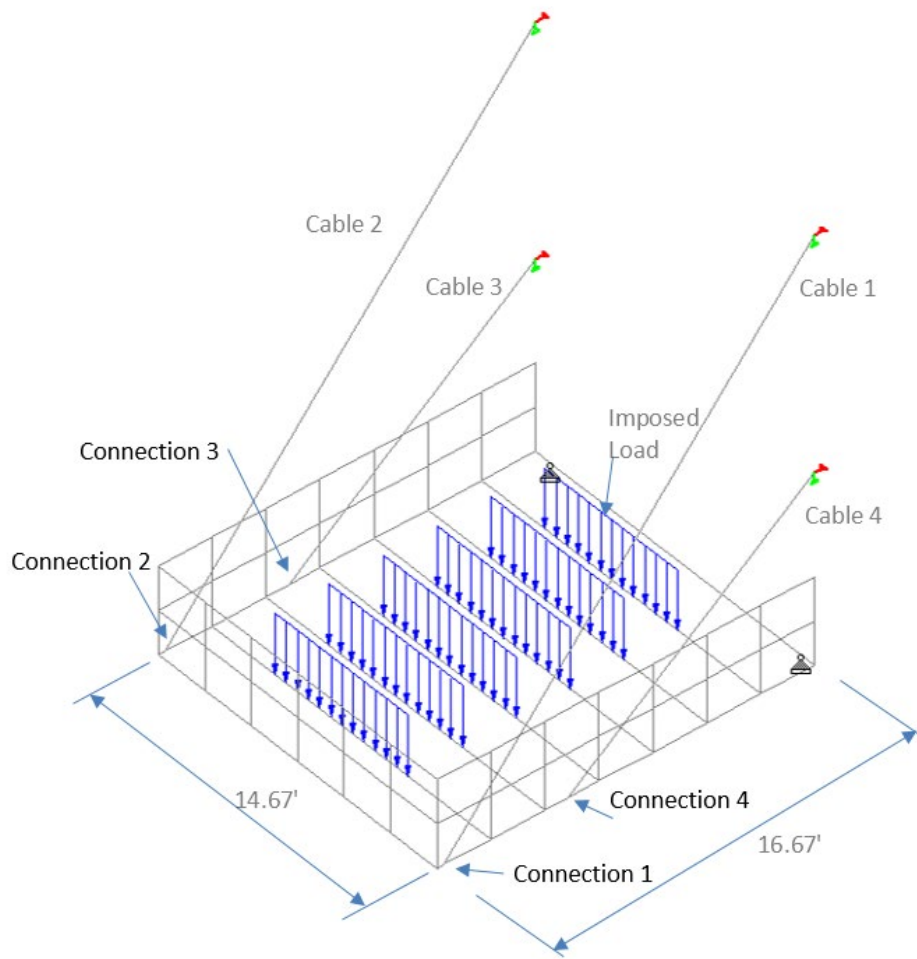 Cable 2
Cable 3
Cable 1
Imposed
Load
Connection 3
Cable 4
Connection 2
14.67'
Connection 4
16.67'
Connection 1